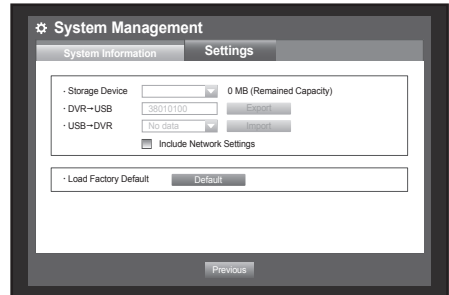 System Management
System Information Settings
· Storage Device 0 MB (Remained Capacity)
· DVR→USB 38010100 Export
· USB→DVR No data Import
Include Network Settings
· Load Factory Default Default
Previous